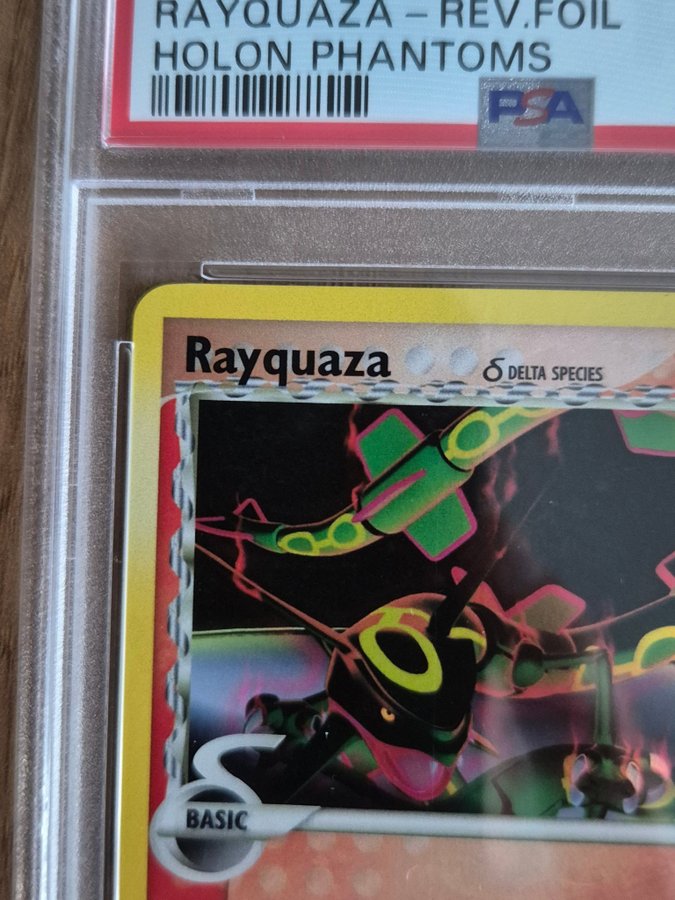 RAYQUAZA – REV.FOIL
HOLON PHANTOMS
PSA
Rayquaza
δ DELTA SPECIES
BASIC